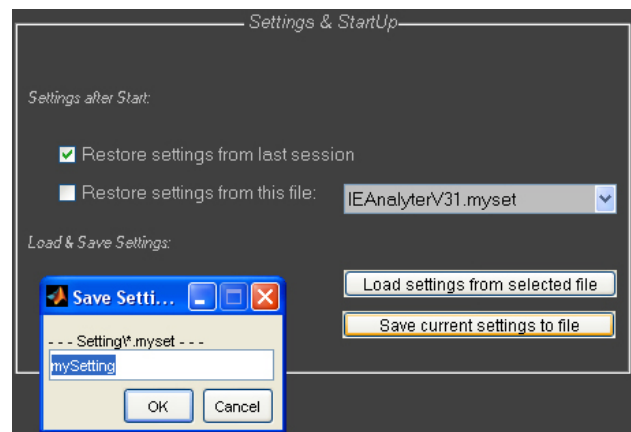 Settings & StartUp
Settings after Start:
Restore settings from last session
Restore settings from this file:
IEAnalyterV31.myset
Load & Save Settings:
Load settings from selected file
Save current settings to file
Save Setti...
- - - Setting\*.myset - - -
mySetting
OK
Cancel